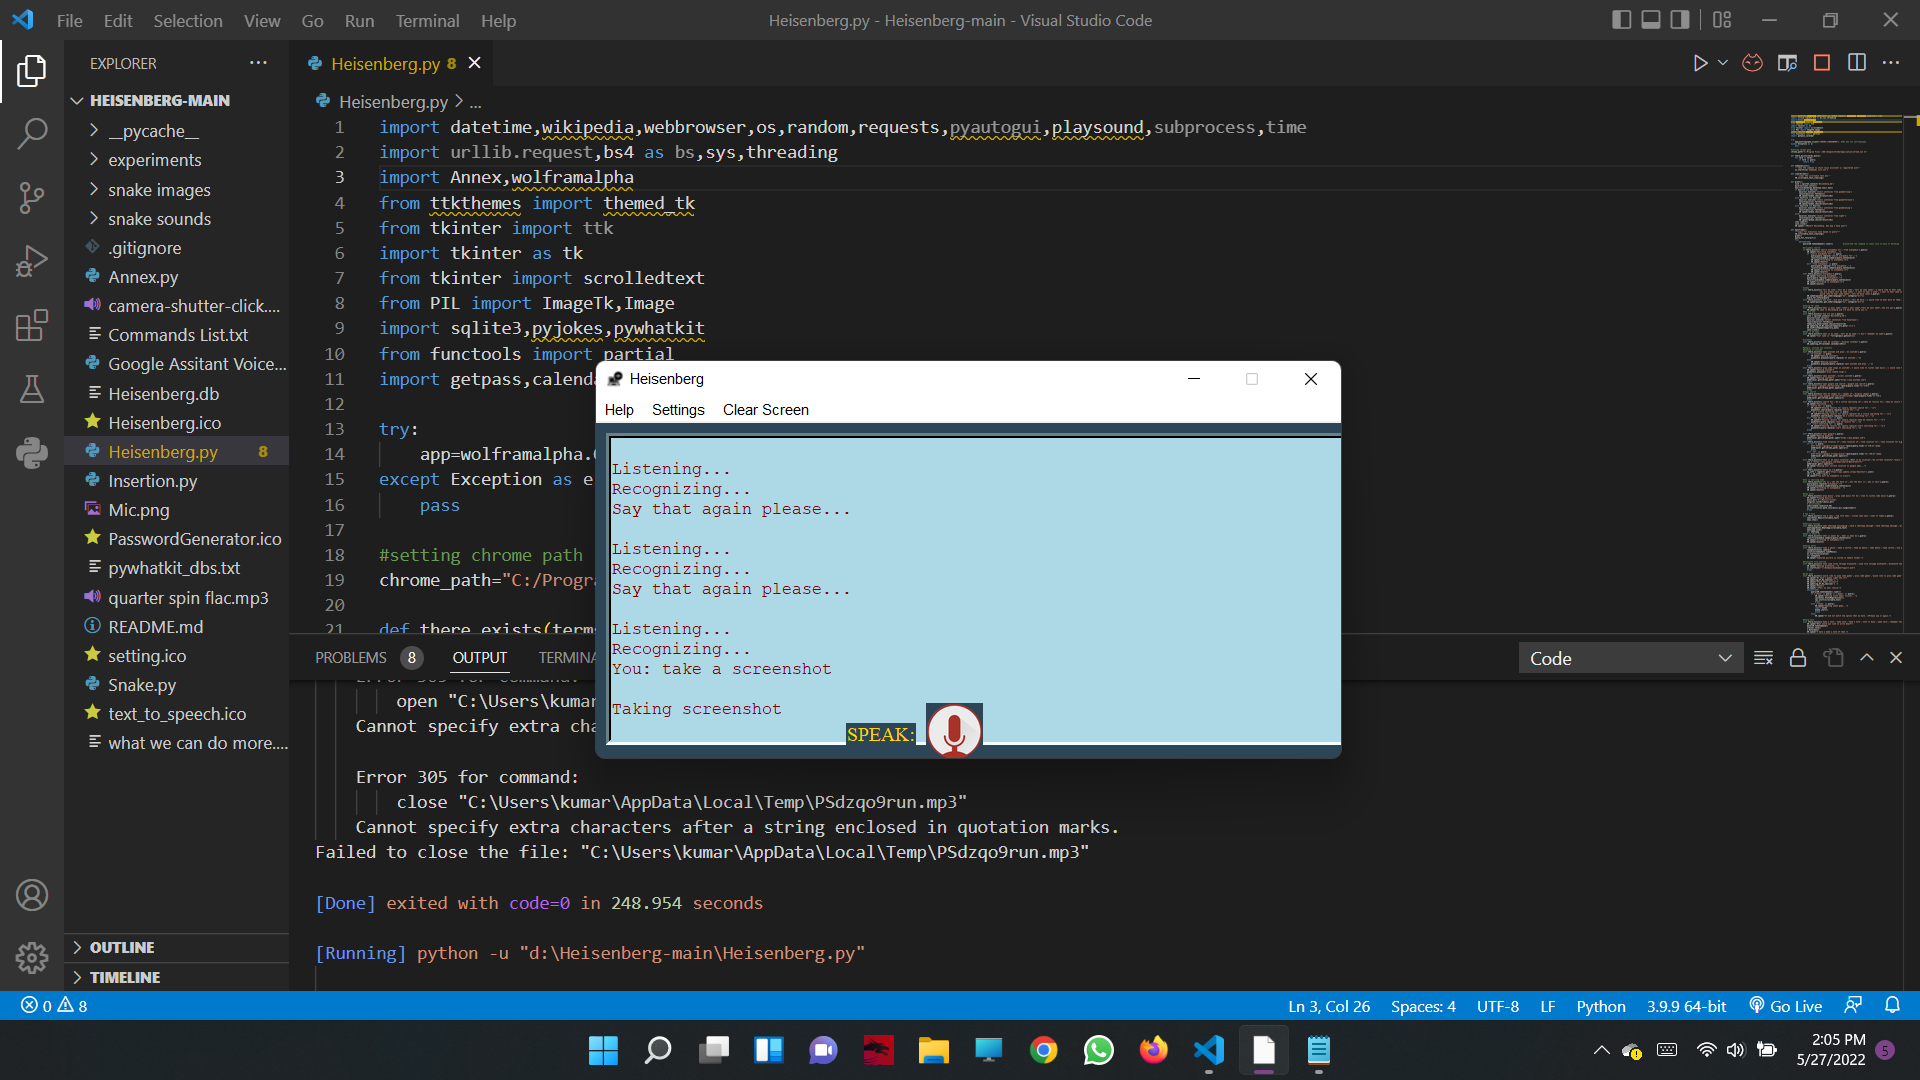 File Edit Selection View Go Run Terminal Help
Heisenberg.py - Heisenberg-main - Visual Studio Code
EXPLORER
HEISENBERG-MAIN
__pycache__
experiments
snake images
snake sounds
.gitignore
Annex.py
camera-shutter-click....
Commands List.txt
Google Assitant Voice...
Heisenberg.db
Heisenberg.ico
Heisenberg.py 8
Insertion.py
Mic.png
PasswordGenerator.ico
pywhatkit_dbs.txt
quarter spin flac.mp3
README.md
setting.ico
Snake.py
text_to_speech.ico
what we can do more....
OUTLINE
TIMELINE
Heisenberg.py 8
Heisenberg.py > ...
1 import datetime,wikipedia,webbrowser,os,random,requests,pyautogui,playsound,subprocess,time
2 import urllib.request,bs4 as bs,sys,threading
3 import Annex,wolframalpha
4 from ttkthemes import themed_tk
5 from tkinter import ttk
6 import tkinter as tk
7 from tkinter import scrolledtext
8 from PIL import ImageTk,Image
9 import sqlite3,pyjokes,pywhatkit
10 from functools import partial
11 import getpass,calenda
12
13 try:
14 app=wolframalpha.
15 except Exception as e
16 pass
17
18 #setting chrome path
19 chrome_path="C:/Progra
20
21 def there_exists(term
Heisenberg
Help Settings Clear Screen
Listening...
Recognizing...
Say that again please...
Listening...
Recognizing...
Say that again please...
Listening...
Recognizing...
You: take a screenshot
Taking screenshot
SPEAK:
PROBLEMS 8 OUTPUT TERMINA
Code
Error 305 for command:
open "C:\Users\kumar
Cannot specify extra cha
Error 305 for command:
close "C:\Users\kumar\AppData\Local\Temp\PSdzqo9run.mp3"
Cannot specify extra characters after a string enclosed in quotation marks.
Failed to close the file: "C:\Users\kumar\AppData\Local\Temp\PSdzqo9run.mp3"
[Done] exited with code=0 in 248.954 seconds
[Running] python -u "d:\Heisenberg-main\Heisenberg.py"
0 8
Ln 3, Col 26 Spaces: 4 UTF-8 LF Python 3.9.9 64-bit Go Live
2:05 PM
5/27/2022 5